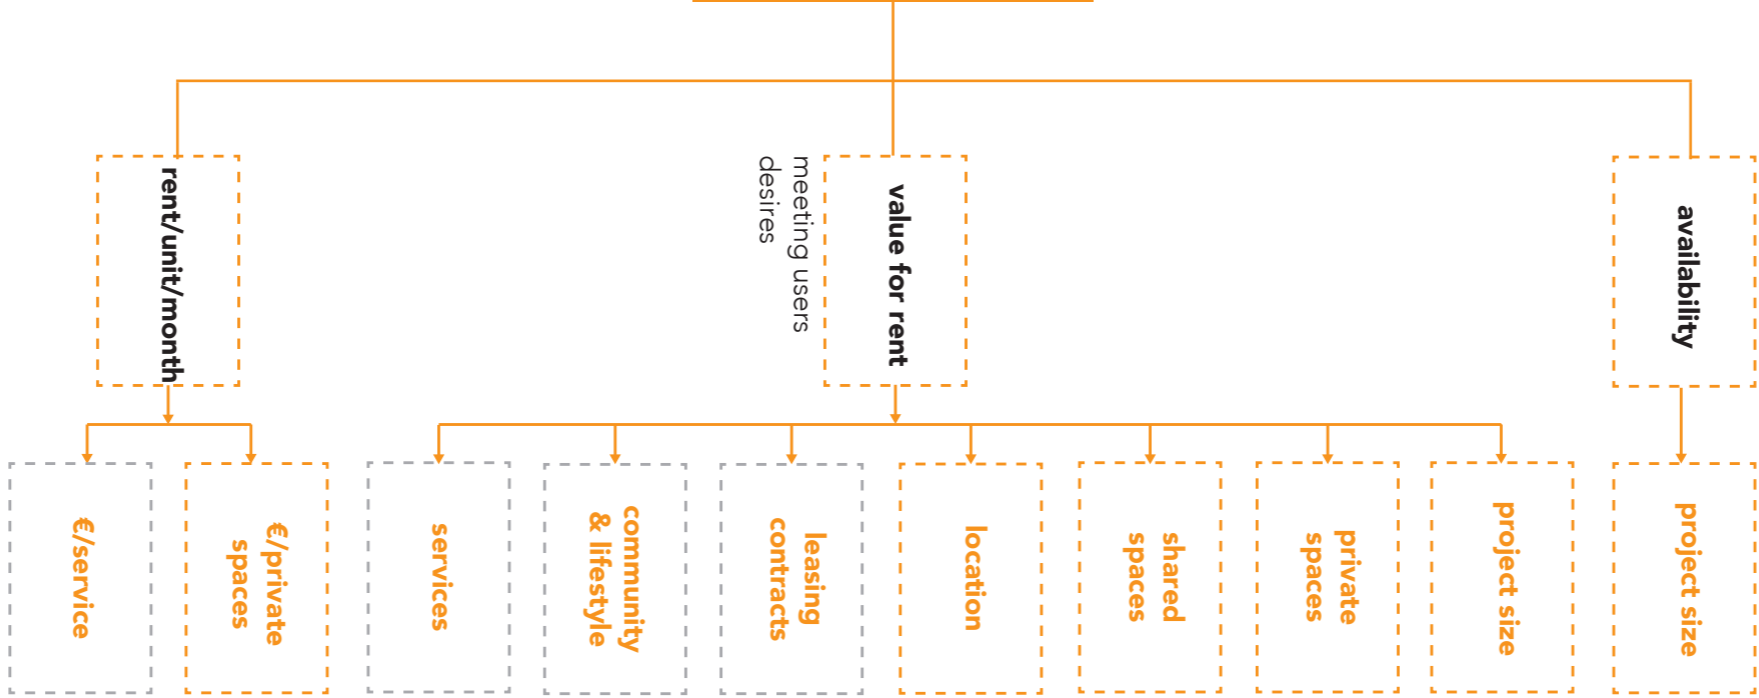 availability
project size
value for rent
meeting users
desires
project size
private
spaces
shared
spaces
location
leasing
contracts
community
& lifestyle
services
rent/unit/month
€/private
spaces
€/service